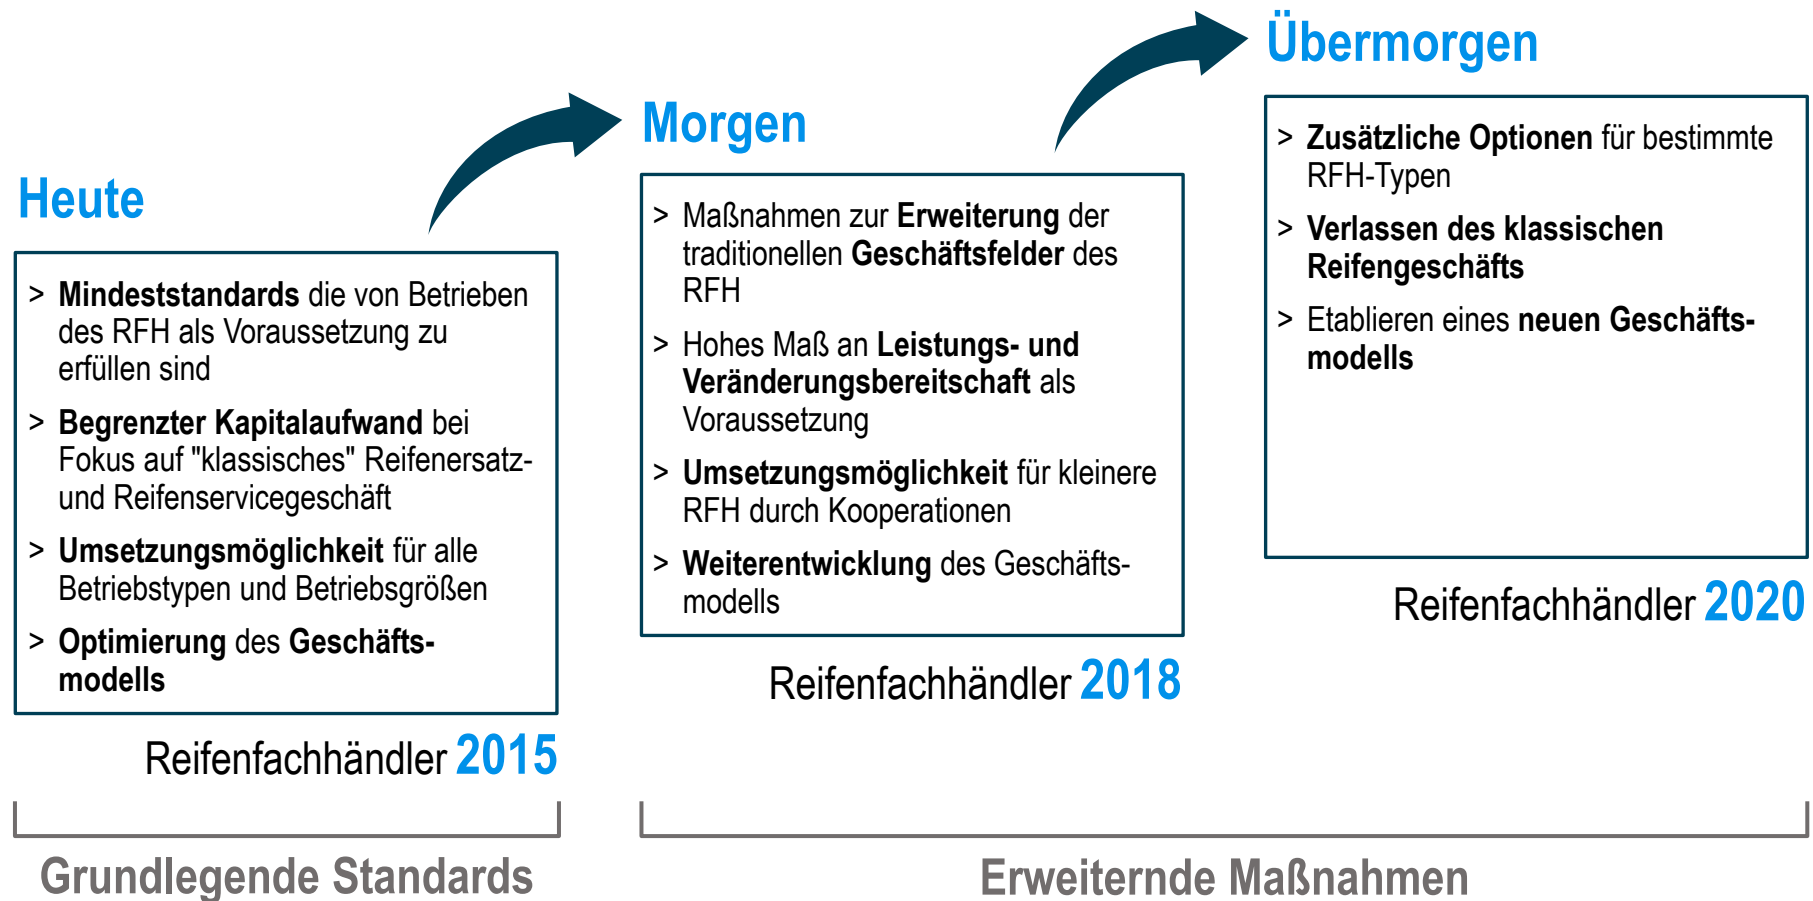 Heute
> Mindeststandards die von Betrieben
des RFH als Voraussetzung zu
erfüllen sind
> Begrenzter Kapitalaufwand bei
Fokus auf "klassisches" Reifenersatz-
und Reifenservicegeschäft
> Umsetzungsmöglichkeit für alle
Betriebstypen und Betriebsgrößen
> Optimierung des Geschäfts-
modells
Reifenfachhändler 2015
Morgen
> Maßnahmen zur Erweiterung der
traditionellen Geschäftsfelder des
RFH
> Hohes Maß an Leistungs- und
Veränderungsbereitschaft als
Voraussetzung
> Umsetzungsmöglichkeit für kleinere
RFH durch Kooperationen
> Weiterentwicklung des Geschäfts-
modells
Reifenfachhändler 2018
Übermorgen
> Zusätzliche Optionen für bestimmte
RFH-Typen
> Verlassen des klassischen
Reifengeschäfts
> Etablieren eines neuen Geschäfts-
modells
Reifenfachhändler 2020
Grundlegende Standards
Erweiternde Maßnahmen